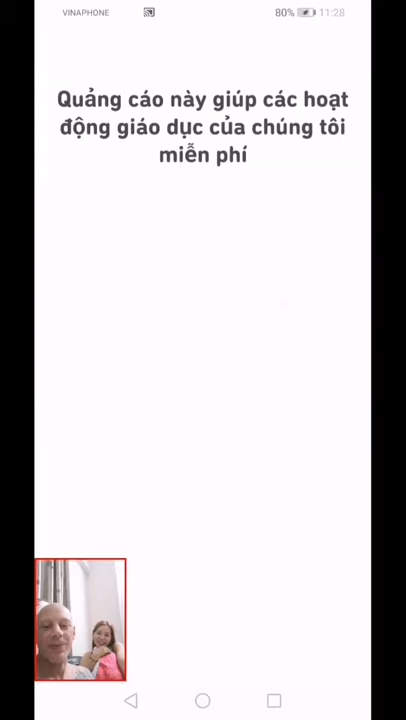 VINAPHONE 80% 11:28
Quảng cáo này giúp các hoạt
động giáo dục của chúng tôi
miễn phí